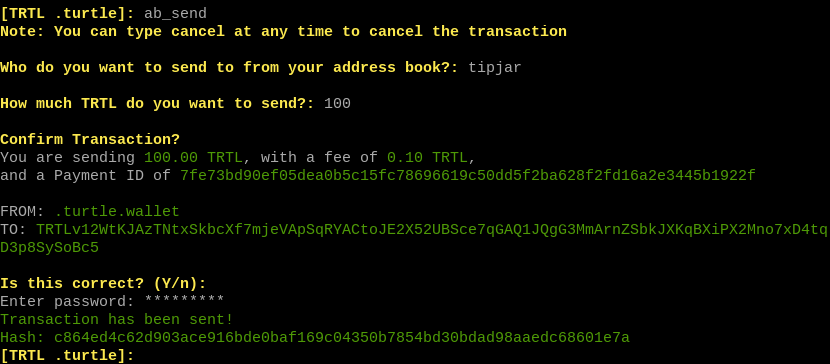 [TRTL .turtle]: ab_send
Note: You can type cancel at any time to cancel the transaction
Who do you want to send to from your address book?: tipjar
How much TRTL do you want to send?: 100
Confirm Transaction?
You are sending 100.00 TRTL, with a fee of 0.10 TRTL,
and a Payment ID of 7fe73bd90ef05dea0b5c15fc78696619c50dd5f2ba628f2fd16a2e3445b1922f
FROM: .turtle.wallet
TO: TRTLv12WtKJAzTNtxSkbcXf7mjeVApSqRYACtoJE2X52UBSce7qGAQ1JQgG3MmArnZSbkJXKqBXiPX2Mno7xD4tq
D3p8SySoBc5
Is this correct? (Y/n):
Enter password: *********
Transaction has been sent!
Hash: c864ed4c62d903ace916bde0baf169c04350b7854bd30bdad98aaedc68601e7a
[TRTL .turtle]: